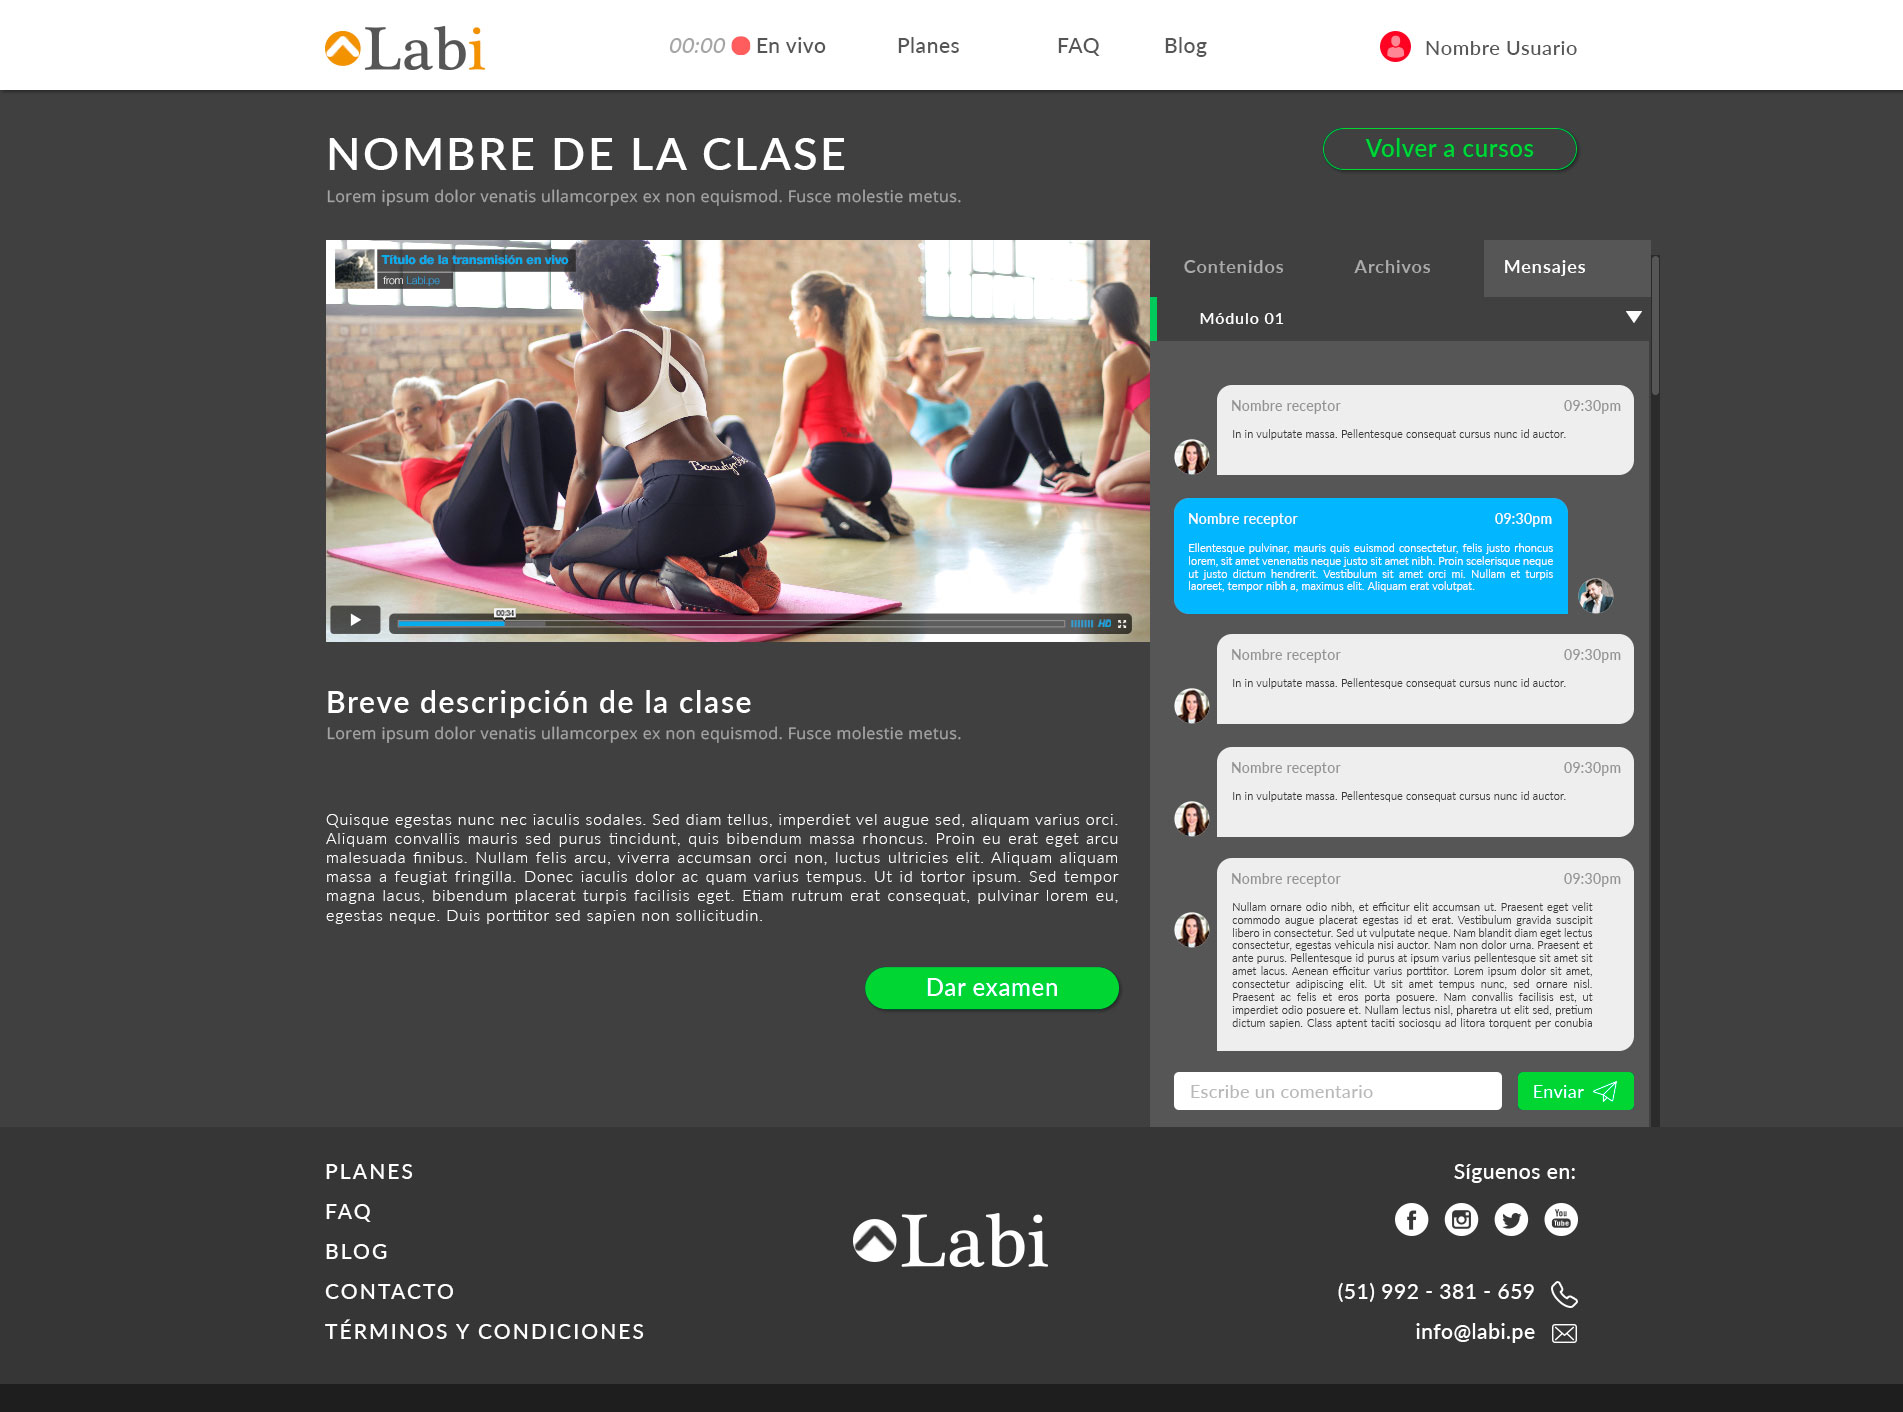 Labi
00:00 En vivo
Planes
FAQ
Blog
Nombre Usuario
NOMBRE DE LA CLASE
Lorem ipsum dolor venatis ullamcorpex ex non equismod. Fusce molestie metus.
Volver a cursos
Título de la transmisión en vivo
from Labi.pe
Beautyfit
00:34
HD
Contenidos
Archivos
Mensajes
Módulo 01
Nombre receptor 09:30pm
In in vulputate massa. Pellentesque consequat cursus nunc id auctor.
Nombre receptor 09:30pm
Ellentesque pulvinar, mauris quis euismod consectetur, felis justo rhoncus
lorem, sit amet venenatis neque justo sit amet nibh. Proin scelerisque neque
ut justo dictum hendrerit. Vestibulum sit amet orci mi. Nullam et turpis
laoreet, tempor nibh a, maximus elit. Aliquam erat volutpat.
Nombre receptor 09:30pm
In in vulputate massa. Pellentesque consequat cursus nunc id auctor.
Nombre receptor 09:30pm
In in vulputate massa. Pellentesque consequat cursus nunc id auctor.
Nombre receptor 09:30pm
Nullam ornare odio nibh, et efficitur elit accumsan ut. Praesent eget velit
commodo augue placerat egestas id et erat. Vestibulum gravida suscipit
libero in consectetur. Sed ut vulputate neque. Nam blandit diam eget lectus
consectetur, egestas vehicula nisi auctor. Nam non dolor urna. Praesent et
ante purus. Pellentesque id purus at ipsum varius pellentesque sit amet sit
amet lacus. Aenean efficitur varius porttitor. Lorem ipsum dolor sit amet,
consectetur adipiscing elit. Ut sit amet tempus nunc, sed ornare nisl.
Praesent ac felis et eros porta posuere. Nam convallis facilisis est, ut
imperdiet odio posuere et. Nullam lectus nisl, pharetra ut elit sed, pretium
dictum sapien. Class aptent taciti sociosqu ad litora torquent per conubia
Escribe un comentario
Enviar
Breve descripción de la clase
Lorem ipsum dolor venatis ullamcorpex ex non equismod. Fusce molestie metus.
Quisque egestas nunc nec iaculis sodales. Sed diam tellus, imperdiet vel augue sed, aliquam varius orci.
Aliquam convallis mauris sed purus tincidunt, quis bibendum massa rhoncus. Proin eu erat eget arcu
malesuada finibus. Nullam felis arcu, viverra accumsan orci non, luctus ultricies elit. Aliquam aliquam
massa a feugiat fringilla. Donec iaculis dolor ac quam varius tempus. Ut id tortor ipsum. Sed tempor
magna lacus, bibendum placerat turpis facilisis eget. Etiam rutrum erat consequat, pulvinar lorem eu,
egestas neque. Duis porttitor sed sapien non sollicitudin.
Dar examen
PLANES
FAQ
BLOG
CONTACTO
TÉRMINOS Y CONDICIONES
Labi
Síguenos en:
You
Tube
(51) 992 - 381 - 659
info@labi.pe